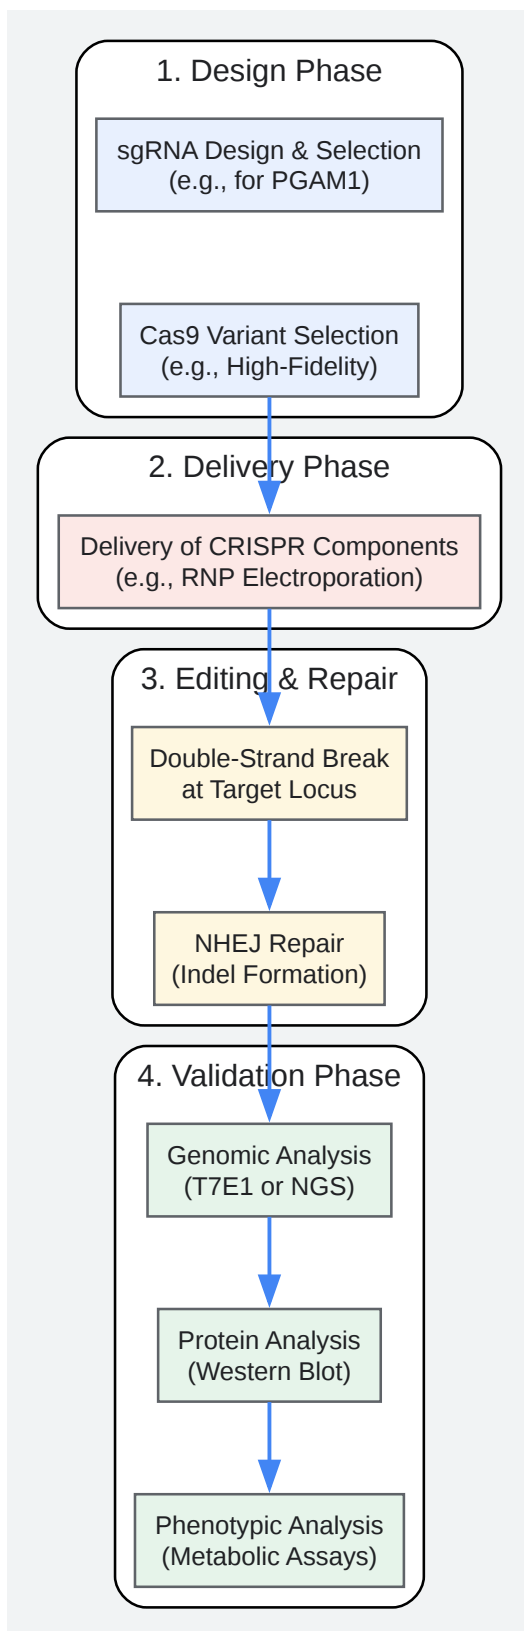 1. Design Phase
sgRNA Design & Selection
(e.g., for PGAM1)
Cas9 Variant Selection
(e.g., High-Fidelity)
2. Delivery Phase
Delivery of CRISPR Components
(e.g., RNP Electroporation)
3. Editing & Repair
Double-Strand Break
at Target Locus
NHEJ Repair
(Indel Formation)
4. Validation Phase
Genomic Analysis
(T7E1 or NGS)
Protein Analysis
(Western Blot)
Phenotypic Analysis
(Metabolic Assays)